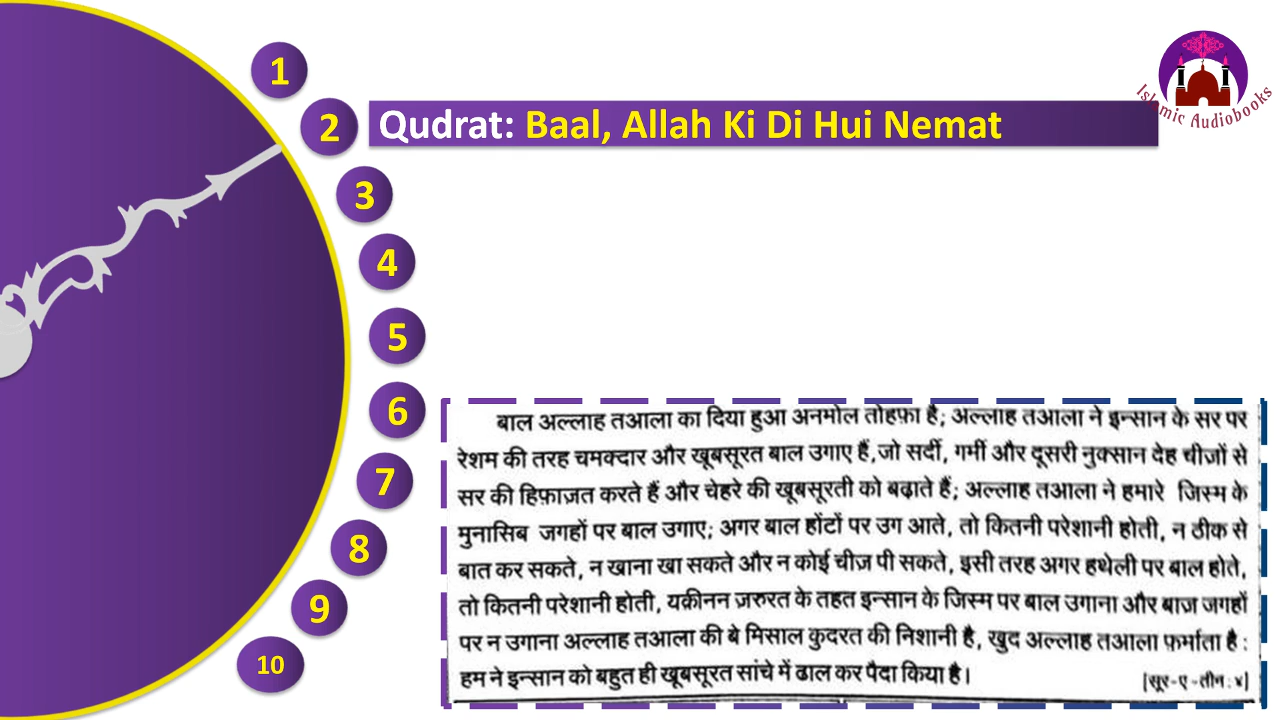 1
2
Qudrat: Baal, Allah Ki Di Hui Nemat
Islamic Audiobooks
3
4
5
6
7
8
9
10
बाल अल्लाह तआला का दिया हुआ अनमोल तोहफ़ा है; अल्लाह तआला ने इन्सान के सर पर
रेशम की तरह चमक्दार और खूबसूरत बाल उगाए हैं,जो सर्दी, गर्मी और दूसरी नुक्सान देह चीज़ों से
सर की हिफ़ाज़त करते हैं और चेहरे की खूबसूरती को बढ़ाते हैं; अल्लाह तआला ने हमारे जिस्म के
मुनासिब जगहों पर बाल उगाए; अगर बाल होंटों पर उग आते, तो कितनी परेशानी होती, न ठीक से
बात कर सकते, न खाना खा सकते और न कोई चीज़ पी सकते, इसी तरह अगर हथेली पर बाल होते,
तो कितनी परेशानी होती, यक़ीनन ज़रुरत के तहत इन्सान के जिस्म पर बाल उगाना और बाज़ जगहों
पर न उगाना अल्लाह तआला की बे मिसाल कुदरत की निशानी है, खुद अल्लाह तआला फ़र्माता है :
हम ने इन्सान को बहुत ही खूबसूरत सांचे में ढाल कर पैदा किया है।
[सूर-ए-तीन : ४]